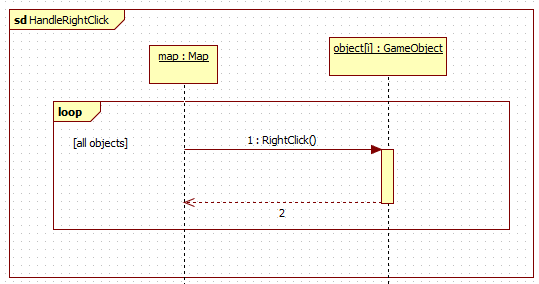 sd HandleRightClick
map : Map
object[i] : GameObject
loop
[all objects]
1 : RightClick()
2